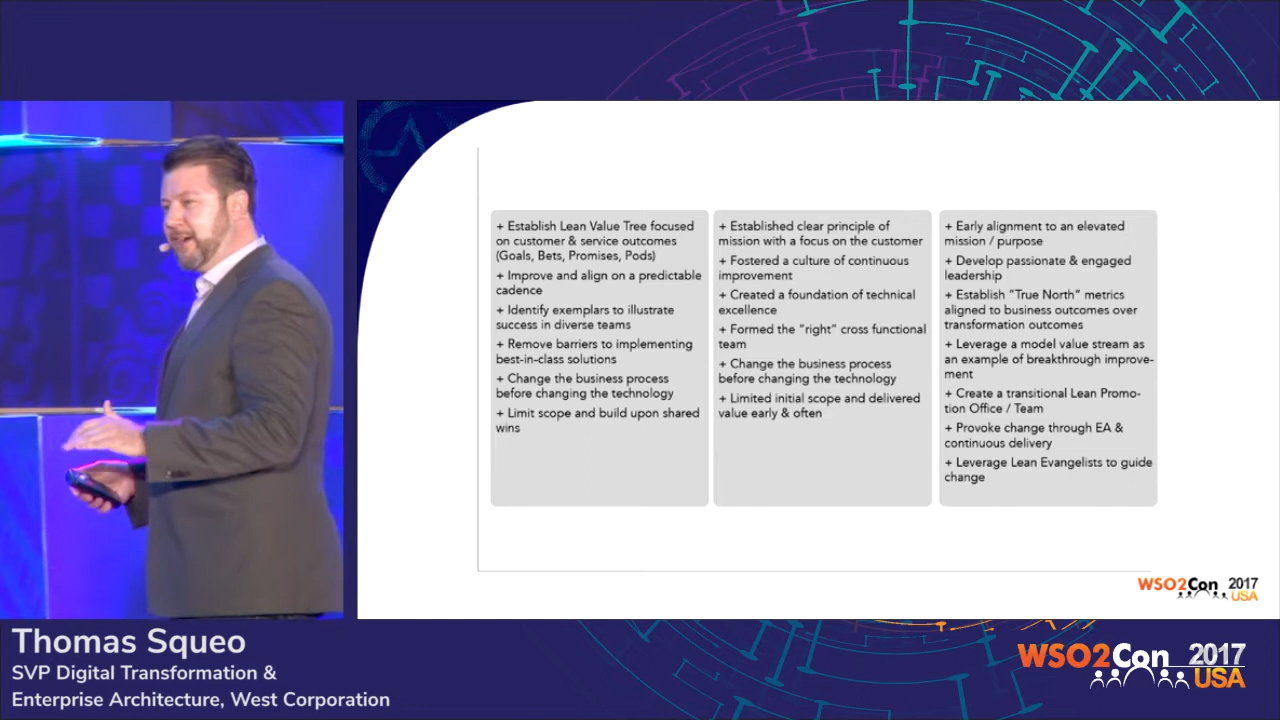 + Establish Lean Value Tree focused
on customer & service outcomes
(Goals, Bets, Promises, Pods)
+ Improve and align on a predictable
cadence
+ Identify exemplars to illustrate
success in diverse teams
+ Remove barriers to implementing
best-in-class solutions
+ Change the business process
before changing the technology
+ Limit scope and build upon shared
wins
+ Established clear principle of
mission with a focus on the customer
+ Fostered a culture of continuous
improvement
+ Created a foundation of technical
excellence
+ Formed the "right" cross functional
team
+ Change the business process
before changing the technology
+ Limited initial scope and delivered
value early & often
+ Early alignment to an elevated
mission / purpose
+ Develop passionate & engaged
leadership
+ Establish "True North" metrics
aligned to business outcomes over
transformation outcomes
+ Leverage a model value stream as
an example of breakthrough improve-
ment
+ Create a transitional Lean Promo-
tion Office / Team
+ Provoke change through EA &
continuous delivery
+ Leverage Lean Evangelists to guide
change
WSO2Con 2017
USA
Thomas Squeo
SVP Digital Transformation &
Enterprise Architecture, West Corporation
WSO2Con 2017
USA